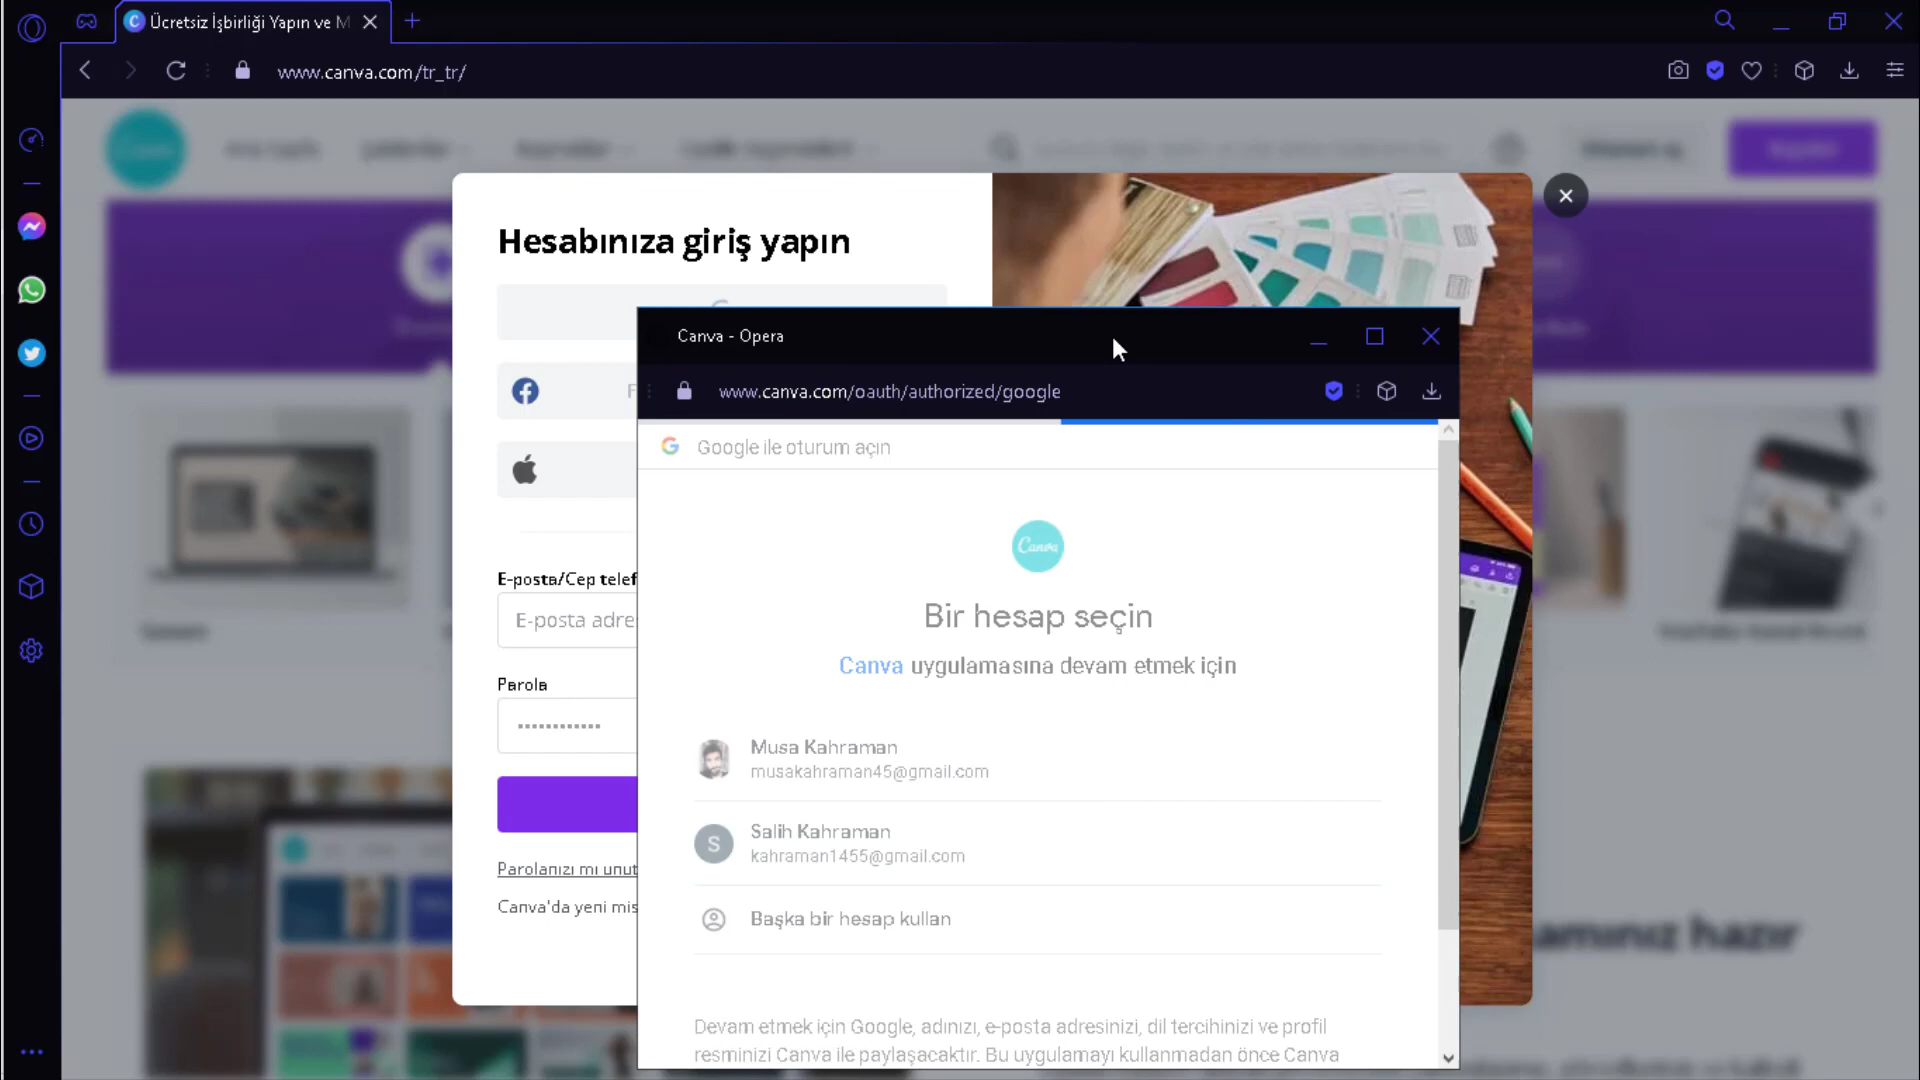 Ücretsiz İşbirliği Yapın ve M
www.canva.com/tr_tr/
Hesabınıza giriş yapın
Canva - Opera
www.canva.com/oauth/authorized/google
Google ile oturum açın
Canva
Bir hesap seçin
Canva uygulamasına devam etmek için
E-posta/Cep telef
E-posta adre
Parola
Musa Kahraman
musakahraman45@gmail.com
S
Salih Kahraman
kahraman1455@gmail.com
Parolanızı mı unut
Canva'da yeni mis
Başka bir hesap kullan
amınız hazır
Devam etmek için Google, adınızı, e-posta adresinizi, dil tercihinizi ve profil
resminizi Canva ile paylaşacaktır. Bu uygulamayı kullanmadan önce Canva